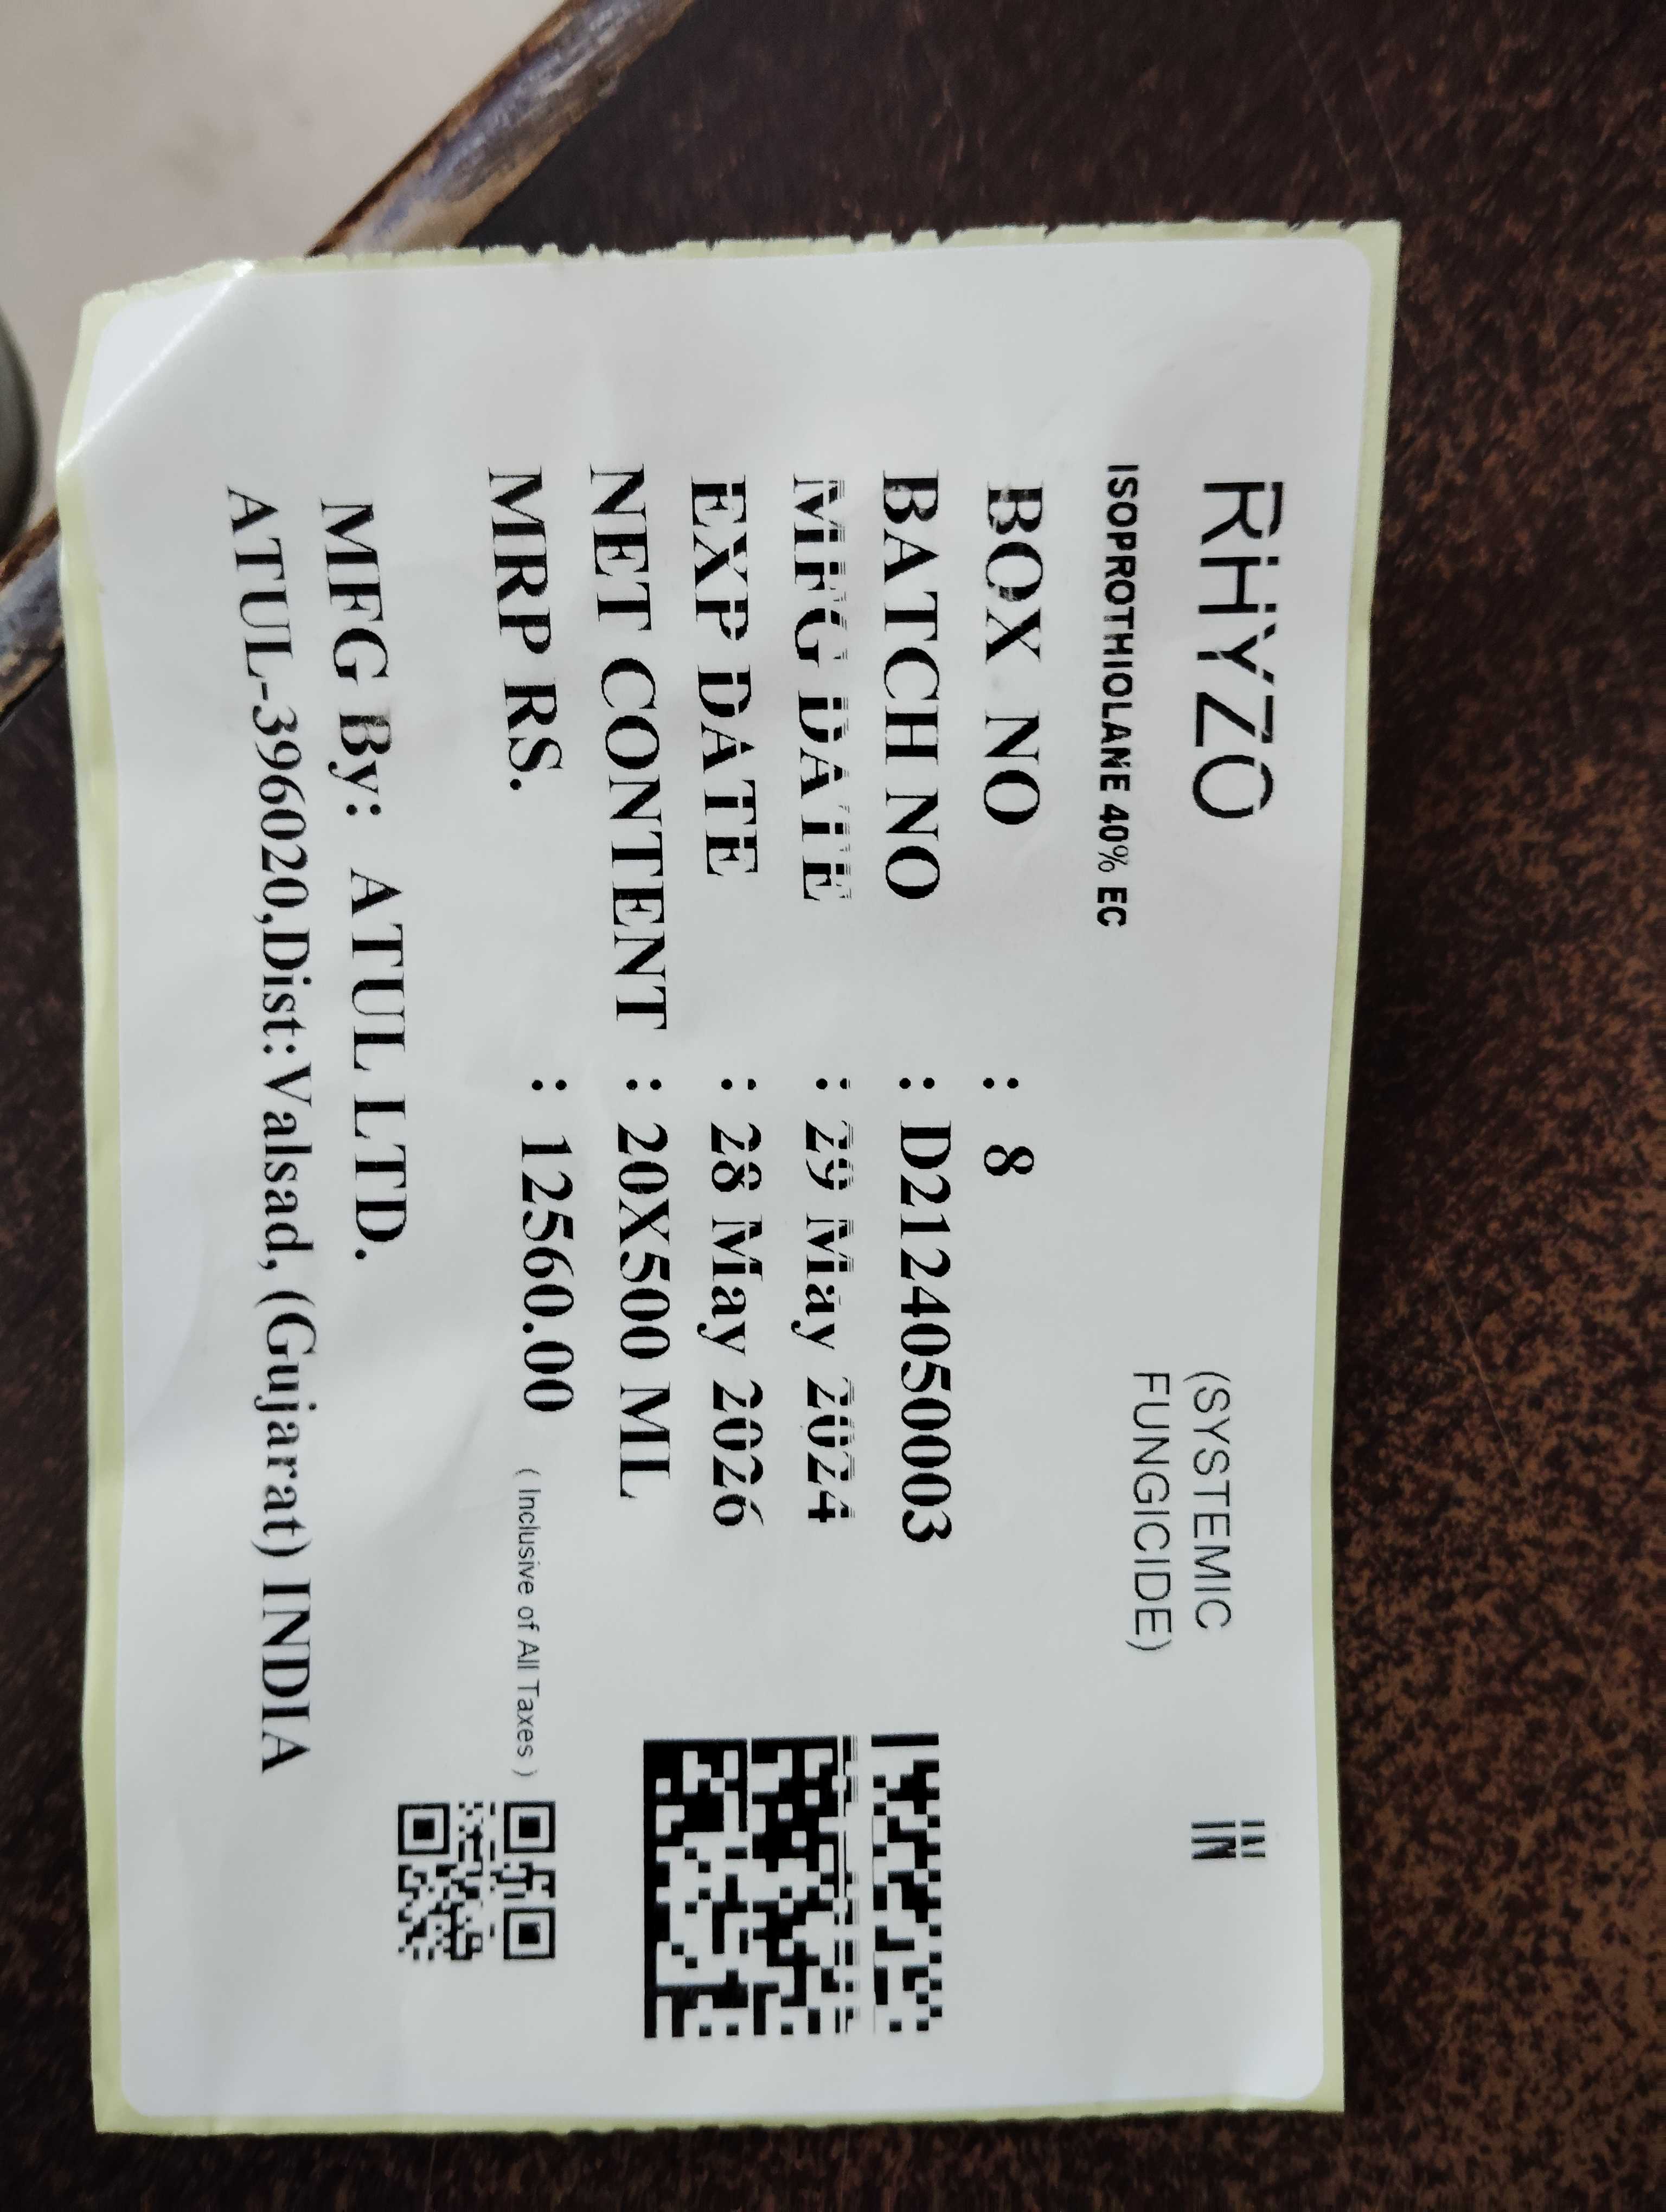 RHYZO
ISOPROTHIOLANE 40% EC
(SYSTEMIC
FUNGICIDE)
BOX NO : 8
BATCH NO : D212405003
MFG DATE : 29 May 2024
EXP DATE : 28 May 2026
NET CONTENT : 20X500 ML
MRP RS. : 12560.00 ( Inclusive of All Taxes )
MFG By: ATUL LTD.
ATUL-396020,Dist:Valsad, (Gujarat) INDIA